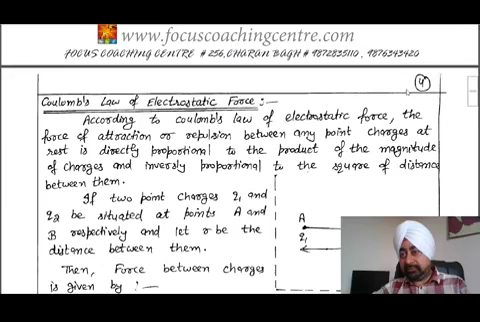 www.focuscoachingcentre.com
FOCUS COACHING CENTRE # 256, CHARAN BAGH # 9872835110, 9876343420
4
Coulomb's Law of Electrostatic Force:-
According to coulomb's law of electrostatic force, the
force of attraction or repulsion between any point charges at
rest is directly proportional to the product of the magnitude
of charges and inversly proportional to the square of distance
between them.
If two point charges q1 and
q2 be situated at points A and
B respectively and let r be the
distance between them.
Then, Force between charges
is given by :-
A
q1